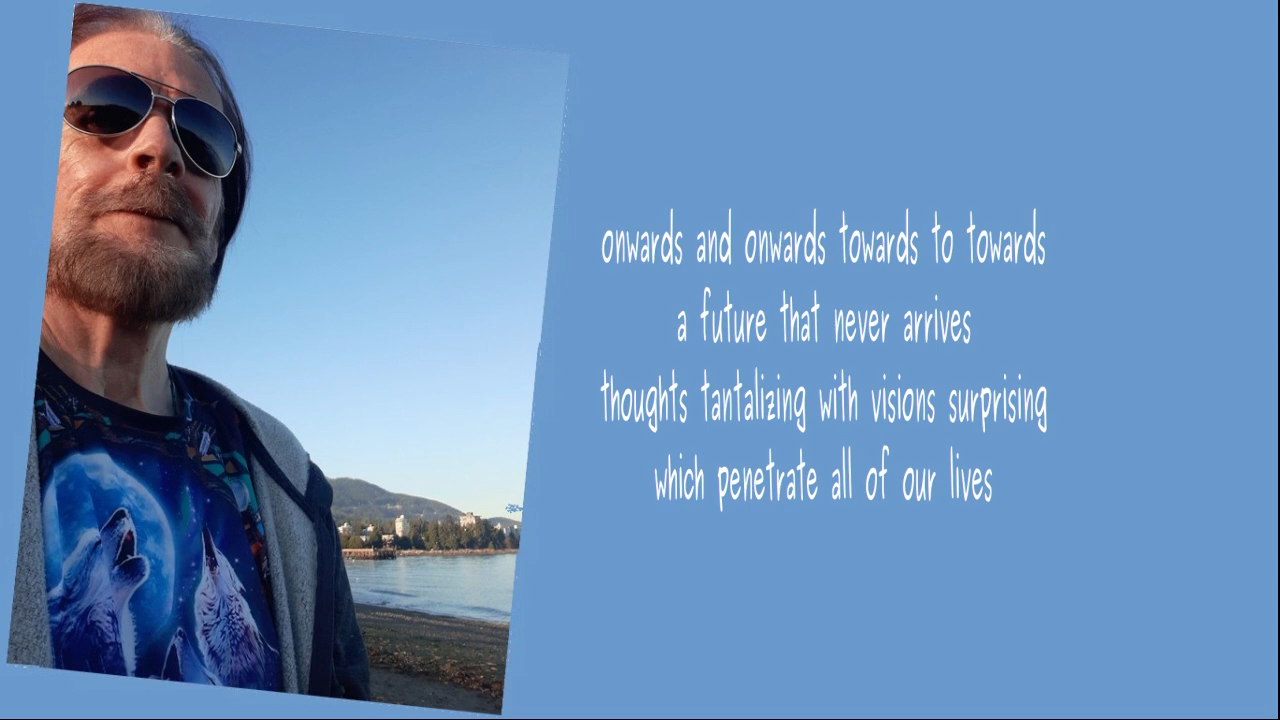 onwards and onwards towards to towards
a future that never arrives
thoughts tantalizing with visions surprising
which penetrate all of our lives